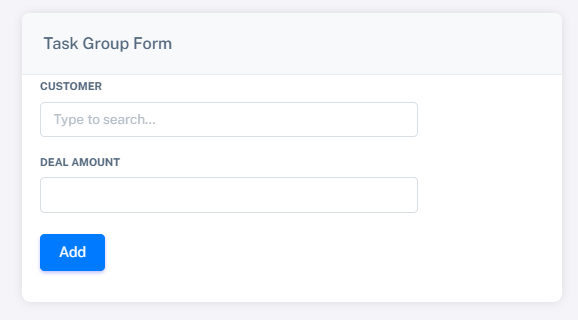 Task Group Form
CUSTOMER
Type to search...
DEAL AMOUNT
Add